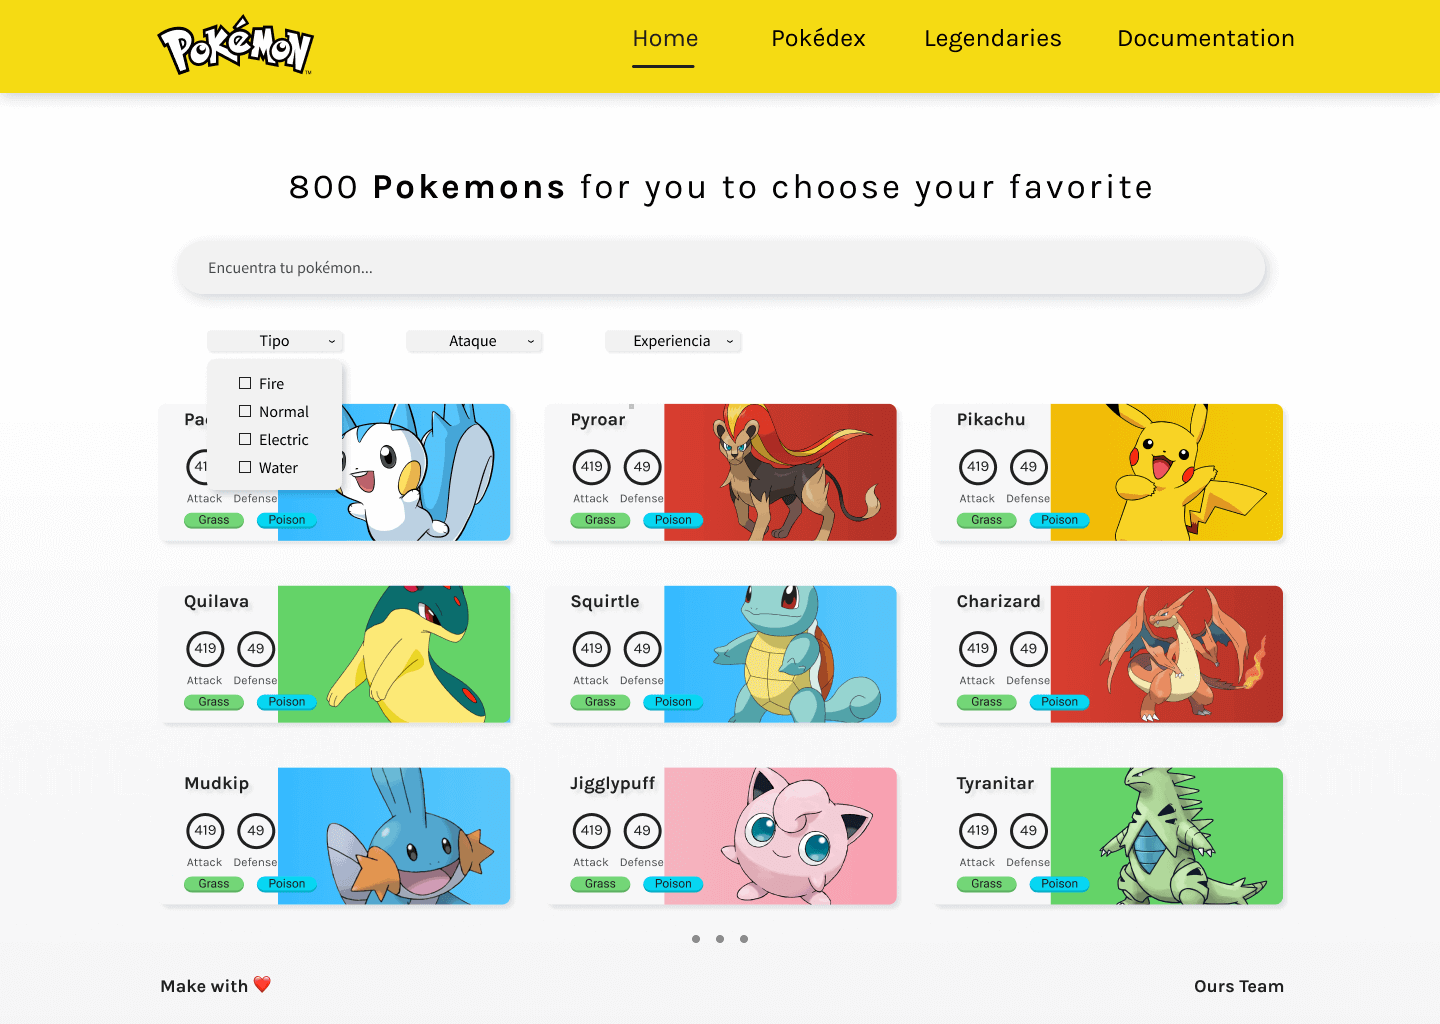 POKéMON
TM
Home Pokédex Legendaries Documentation
800 Pokemons for you to choose your favorite
Encuentra tu pokémon...
Tipo Ataque Experiencia
Fire
Normal
Electric
Water
Pyroar Pikachu
419 49 419 49
Attack Defense Attack Defense Attack Defense
Grass Poison Grass Poison Grass Poison
Quilava Squirtle Charizard
419 49 419 49 419 49
Attack Defense Attack Defense Attack Defense
Grass Poison Grass Poison Grass Poison
Mudkip Jigglypuff Tyranitar
419 49 419 49 419 49
Attack Defense Attack Defense Attack Defense
Grass Poison Grass Poison Grass Poison
Make with ❤️ Ours Team